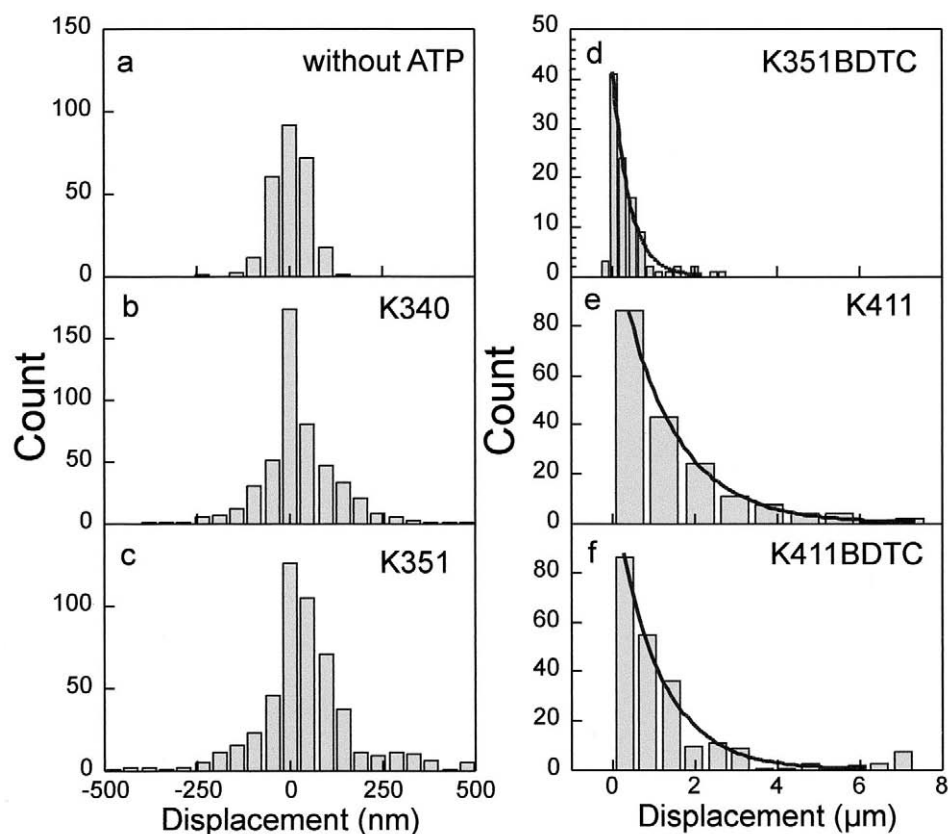 150
a
without ATP
100
50
0
b
K340
150
100
50
0
c
K351
100
50
0
-500
-250
0
250
500
Displacement (nm)
Count
50
d
K351BDTC
40
30
20
10
0
e
K411
80
60
40
20
0
f
K411BDTC
80
60
40
20
0
0
2
4
6
8
Displacement (µm)
Count